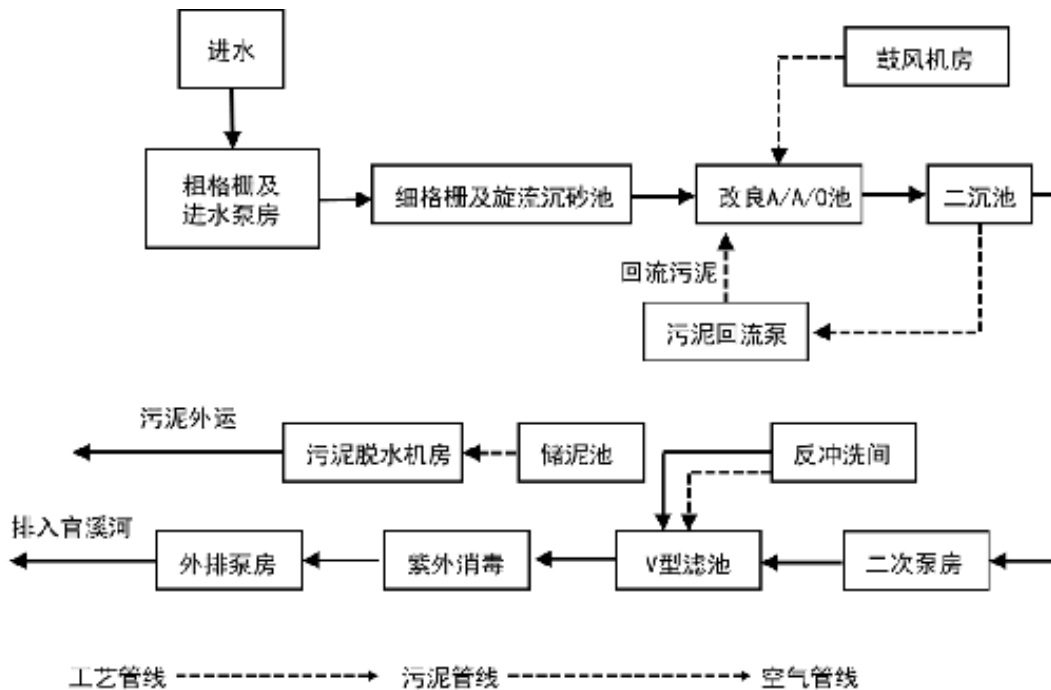 进水
鼓风机房
粗格栅及
进水泵房
细格栅及旋流沉砂池
改良A/A/O池
二沉池
回流污泥
污泥回流泵
污泥外运
污泥脱水机房
储泥池
反冲洗间
排入官溪河
外排泵房
紫外消毒
V型滤池
二次泵房
工艺管线
污泥管线
空气管线